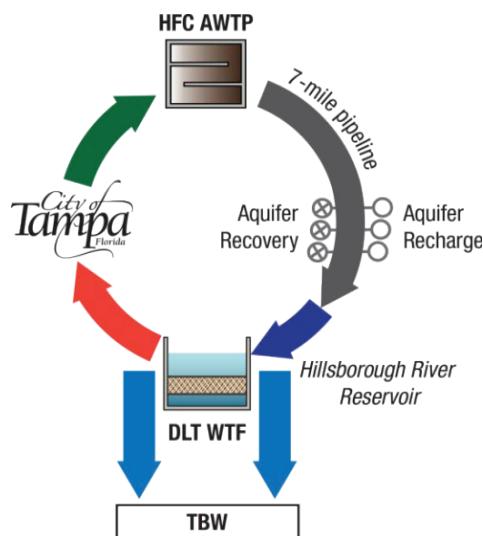 HFC AWTP
7-mile pipeline
City of
Tampa
Florida
Aquifer
Recovery
Aquifer
Recharge
Hillsborough River
Reservoir
DLT WTF
TBW